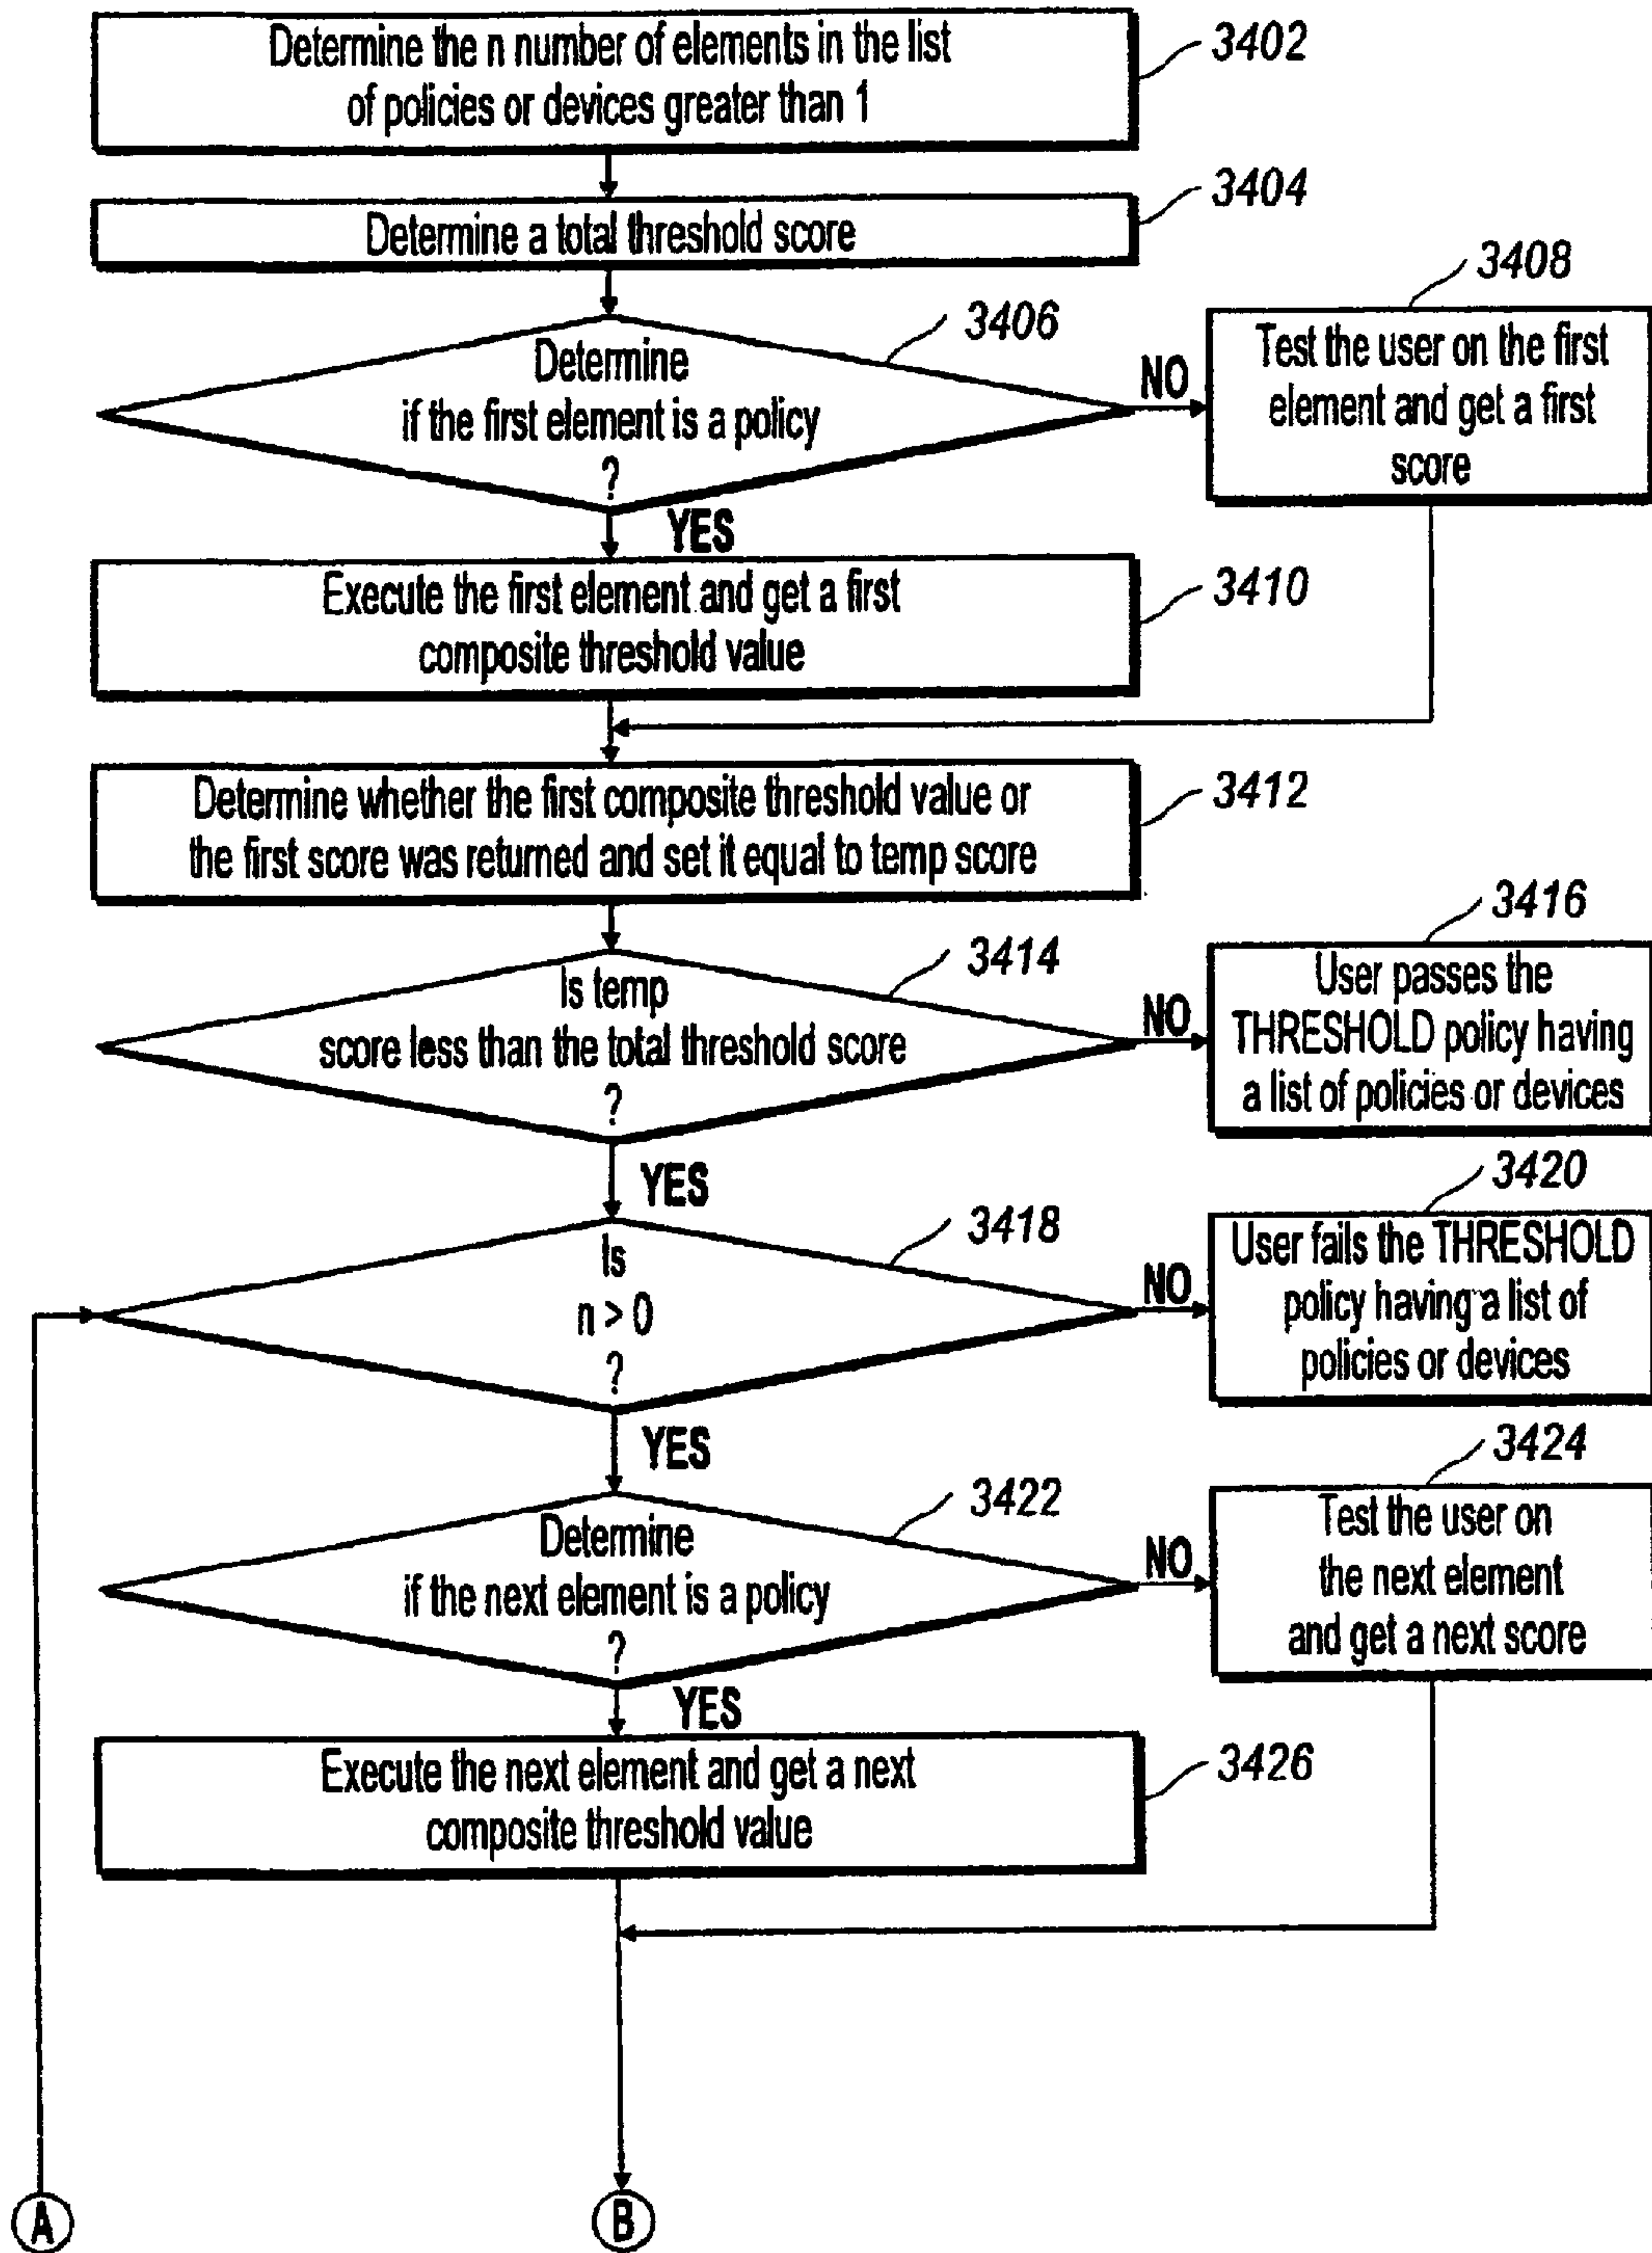 Determine the n number of elements in the list
of policies or devices greater than 1
3402
Determine a total threshold score
3404
Determine
if the first element is a policy
?
3406
NO
YES
Test the user on the first
element and get a first
score
3408
Execute the first element and get a first
composite threshold value
3410
Determine whether the first composite threshold value or
the first score was returned and set it equal to temp score
3412
Is temp
score less than the total threshold score
?
3414
NO
YES
User passes the
THRESHOLD policy having
a list of policies or devices
3416
Is
n > 0
?
3418
NO
YES
User fails the THRESHOLD
policy having a list of
policies or devices
3420
Determine
if the next element is a policy
?
3422
NO
YES
Test the user on
the next element
and get a next score
3424
Execute the next element and get a next
composite threshold value
3426
A
B